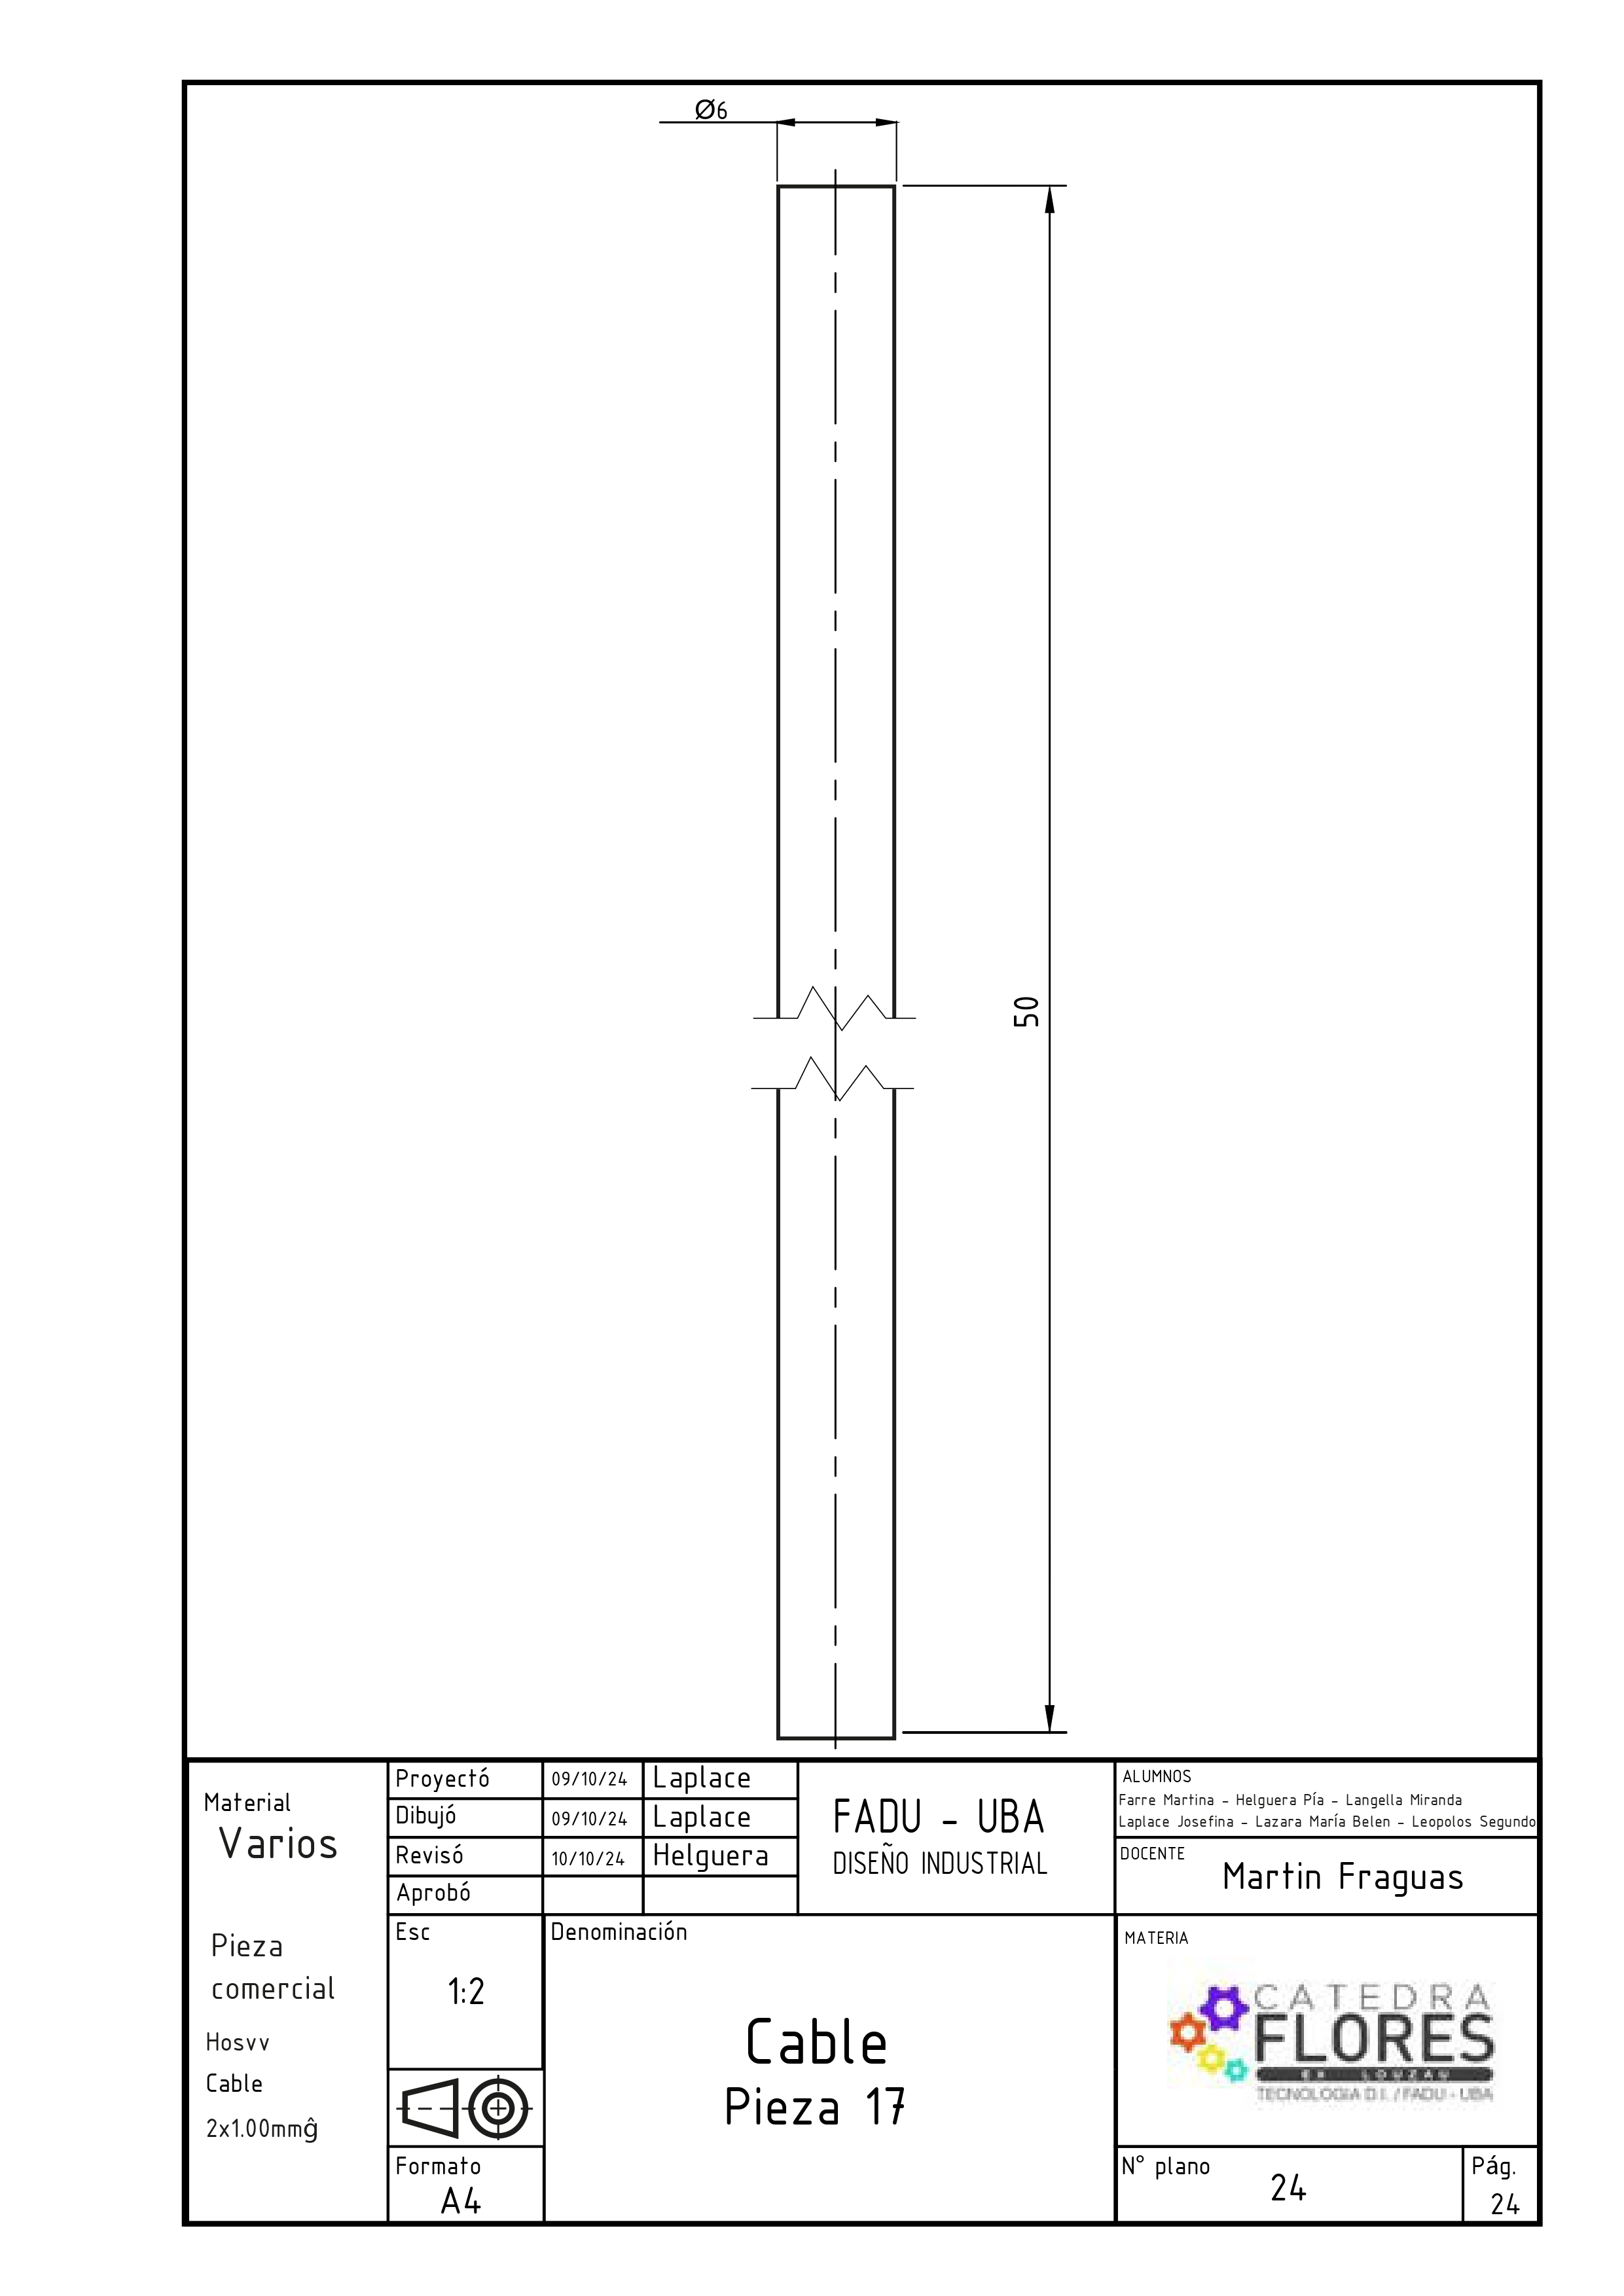 Ø6
50
Material
Varios
Pieza
comercial
Hosvv
Cable
2x1.00mmĝ
Proyectó 09/10/24 Laplace
Dibujó 09/10/24 Laplace
Revisó 10/10/24 Helguera
Aprobó
Esc
1:2
Formato
A4
FADU - UBA
DISEÑO INDUSTRIAL
Denominación
Cable
Pieza 17
ALUMNOS
Farre Martina - Helguera Pía - Langella Miranda
Laplace Josefina - Lazara María Belen - Leopolos Segundo
DOCENTE
Martin Fraguas
MATERIA
CATEDRA
FLORES
EX LOUZAU
TECNOLOGIA D.I. / FADU - UBA
N° plano
24
Pág.
24